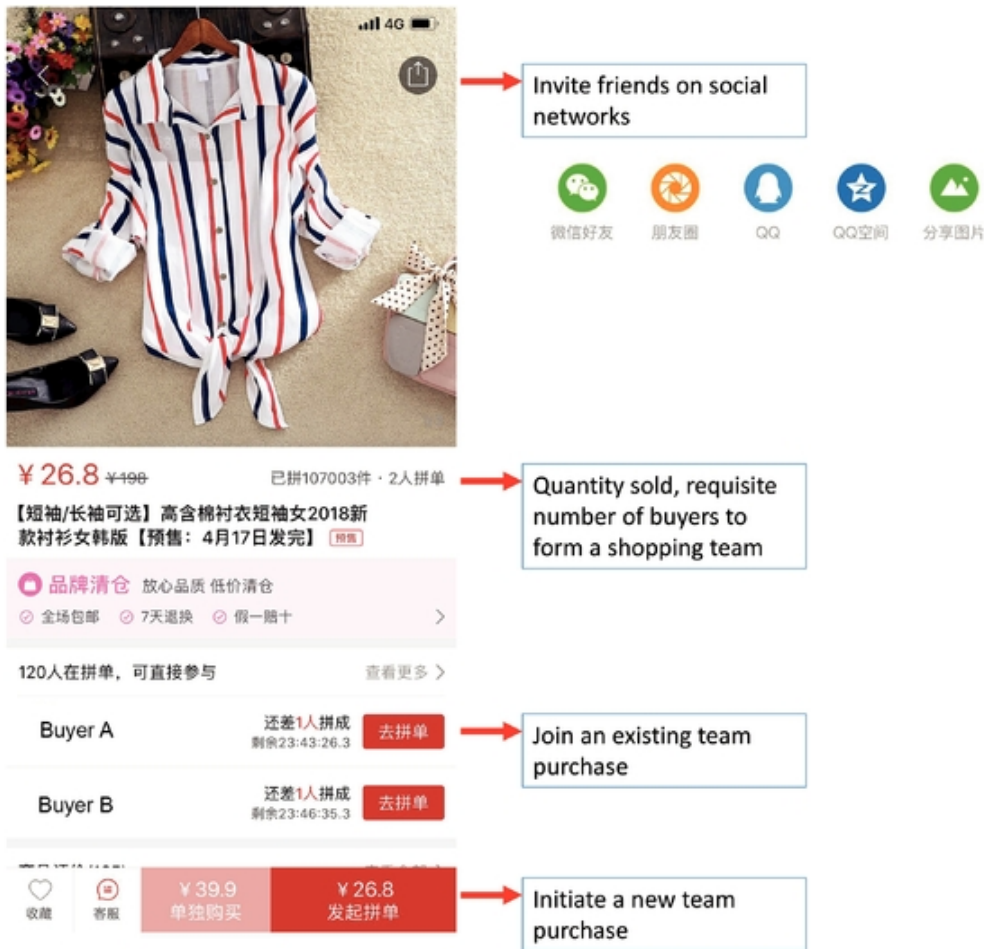 4G
Invite friends on social
networks
微信好友
朋友圈
QQ
QQ空间
分享图片
¥26.8 ¥198
已拼107003件 · 2人拼单
Quantity sold, requisite
number of buyers to
form a shopping team
【短袖/长袖可选】高含棉衬衣短袖女2018新
款衬衫女韩版【预售：4月17日发完】 预售
品牌清仓 放心品质 低价清仓
全场包邮 7天退换 假一赔十
120人在拼单，可直接参与
查看更多
Buyer A
还差1人拼成
剩余23:43:26.3
去拼单
Join an existing team
purchase
Buyer B
还差1人拼成
剩余23:46:35.3
去拼单
收藏
客服
¥39.9
单独购买
¥26.8
发起拼单
Initiate a new team
purchase